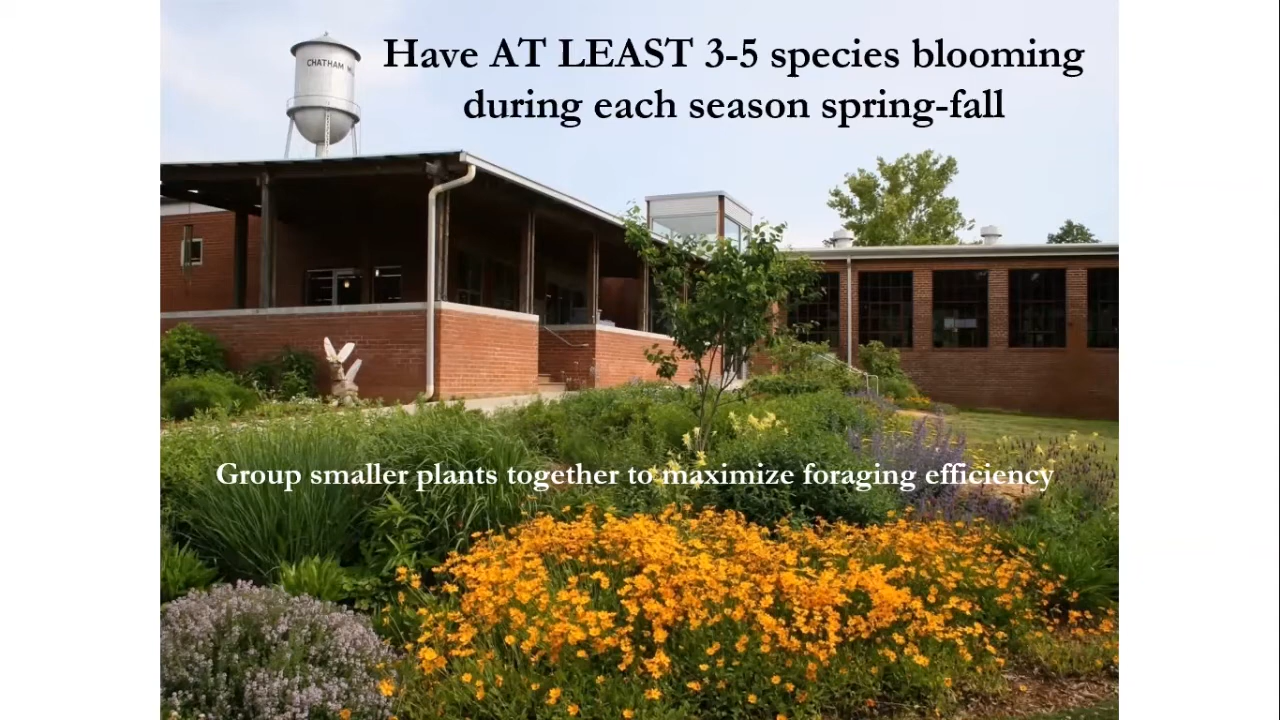 Have AT LEAST 3-5 species blooming
during each season spring-fall
CHATHAM
Group smaller plants together to maximize foraging efficiency